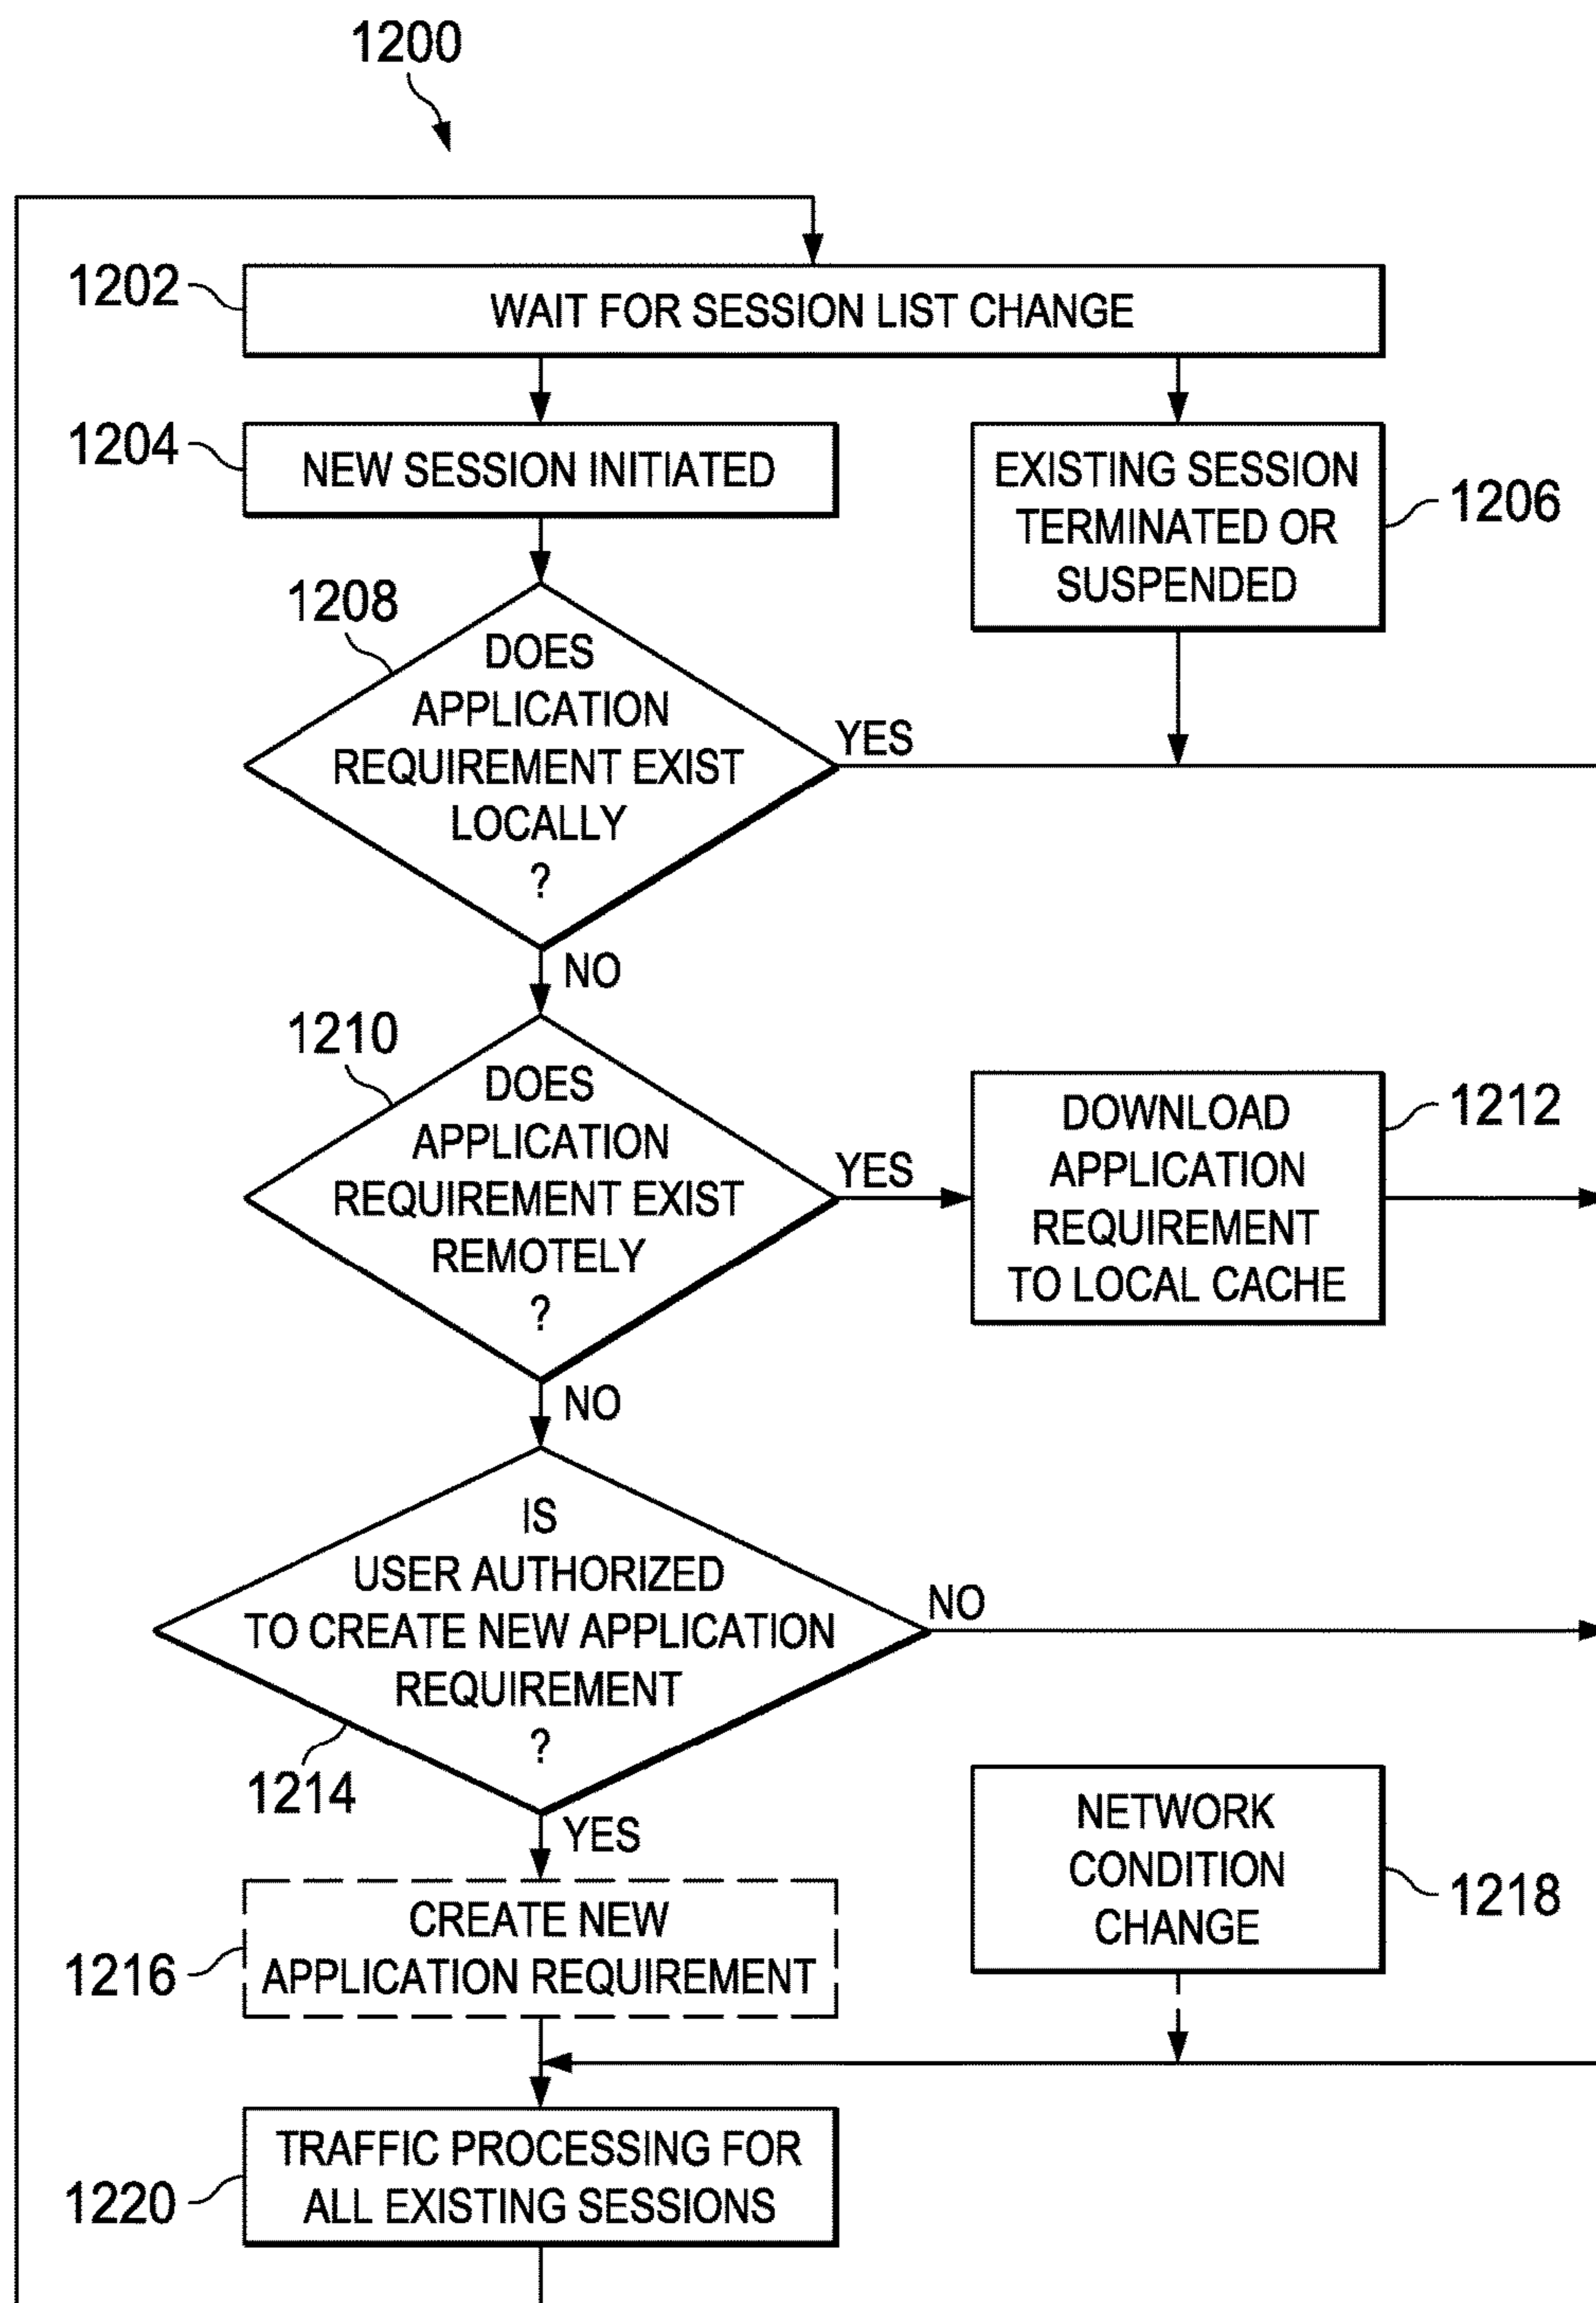 1200
1202
WAIT FOR SESSION LIST CHANGE
1204
NEW SESSION INITIATED
EXISTING SESSION
TERMINATED OR
SUSPENDED
1206
1208
DOES
APPLICATION
REQUIREMENT EXIST
LOCALLY
?
YES
NO
1210
DOES
APPLICATION
REQUIREMENT EXIST
REMOTELY
?
YES
DOWNLOAD
APPLICATION
REQUIREMENT
TO LOCAL CACHE
1212
NO
IS
USER AUTHORIZED
TO CREATE NEW APPLICATION
REQUIREMENT
?
NO
1214
YES
NETWORK
CONDITION
CHANGE
1218
1216
CREATE NEW
APPLICATION REQUIREMENT
1220
TRAFFIC PROCESSING FOR
ALL EXISTING SESSIONS